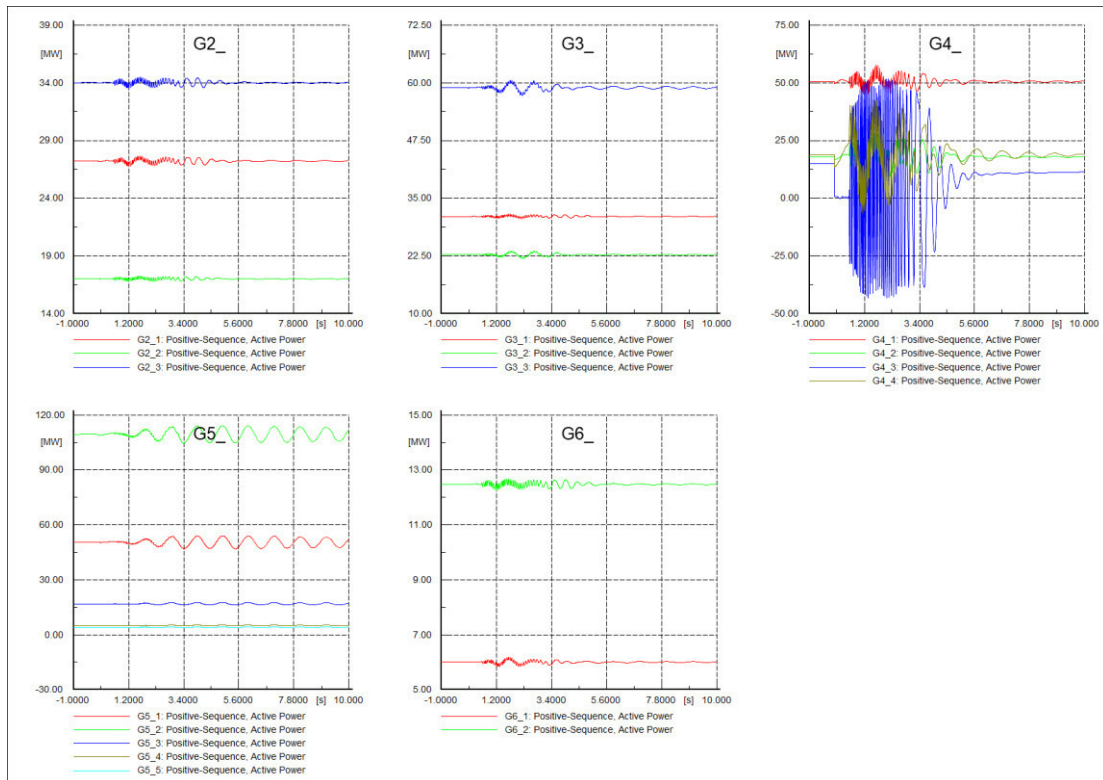 39.00
[MW]
G2_
34.00
29.00
24.00
19.00
14.00
-1.0000 1.2000 3.4000 5.6000 7.8000 [s] 10.000
G2_1: Positive-Sequence, Active Power
G2_2: Positive-Sequence, Active Power
G2_3: Positive-Sequence, Active Power
72.50
[MW]
G3_
60.00
47.50
35.00
22.50
10.00
-1.0000 1.2000 3.4000 5.6000 7.8000 [s] 10.000
G3_1: Positive-Sequence, Active Power
G3_2: Positive-Sequence, Active Power
G3_3: Positive-Sequence, Active Power
75.00
[MW]
G4_
50.00
25.00
0.00
-25.00
-50.00
-1.0000 1.2000 3.4000 5.6000 7.8000 [s] 10.000
G4_1: Positive-Sequence, Active Power
G4_2: Positive-Sequence, Active Power
G4_3: Positive-Sequence, Active Power
G4_4: Positive-Sequence, Active Power
120.00
[MW]
G5_
90.00
60.00
30.00
0.00
-30.00
-1.0000 1.2000 3.4000 5.6000 7.8000 [s] 10.000
G5_1: Positive-Sequence, Active Power
G5_2: Positive-Sequence, Active Power
G5_3: Positive-Sequence, Active Power
G5_4: Positive-Sequence, Active Power
G5_5: Positive-Sequence, Active Power
15.00
[MW]
G6_
13.00
11.00
9.00
7.00
5.00
-1.0000 1.2000 3.4000 5.6000 7.8000 [s] 10.000
G6_1: Positive-Sequence, Active Power
G6_2: Positive-Sequence, Active Power